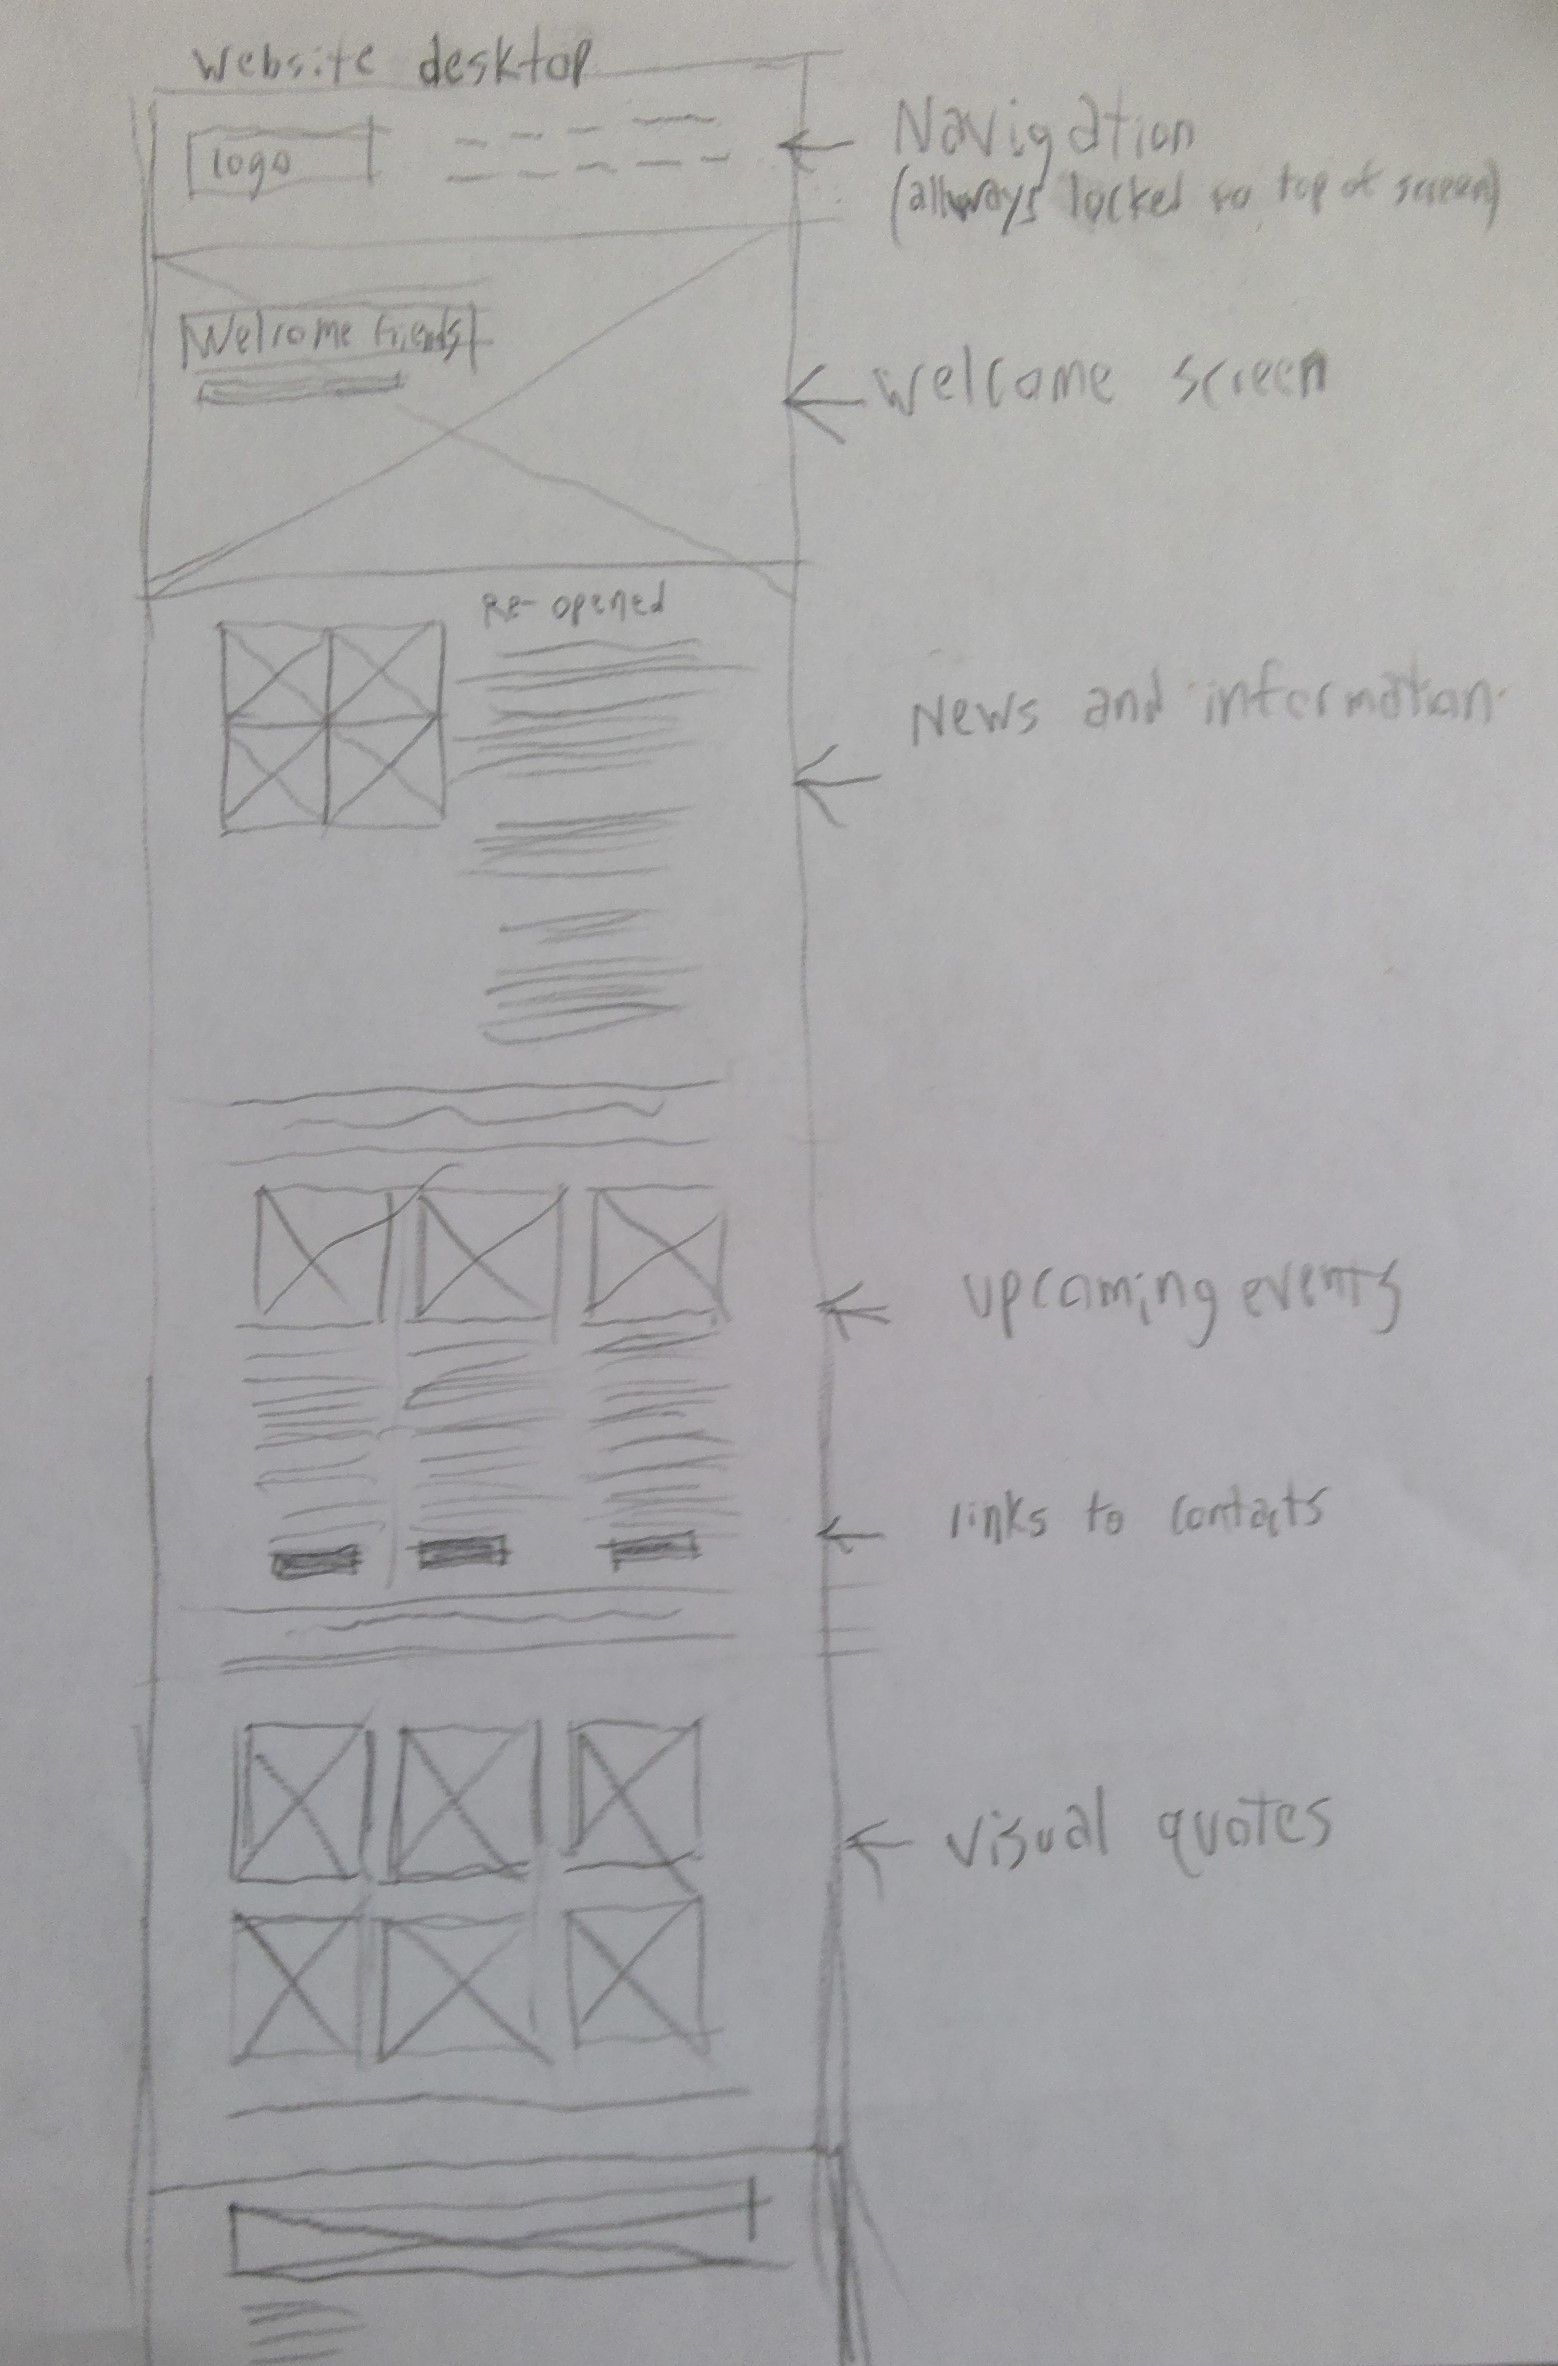 Website desktop
logo
Navigation
(allways locked to top of screen)
Welcome friends
Welcome screen
Re-opened
News and information
upcoming events
links to contacts
visual quotes